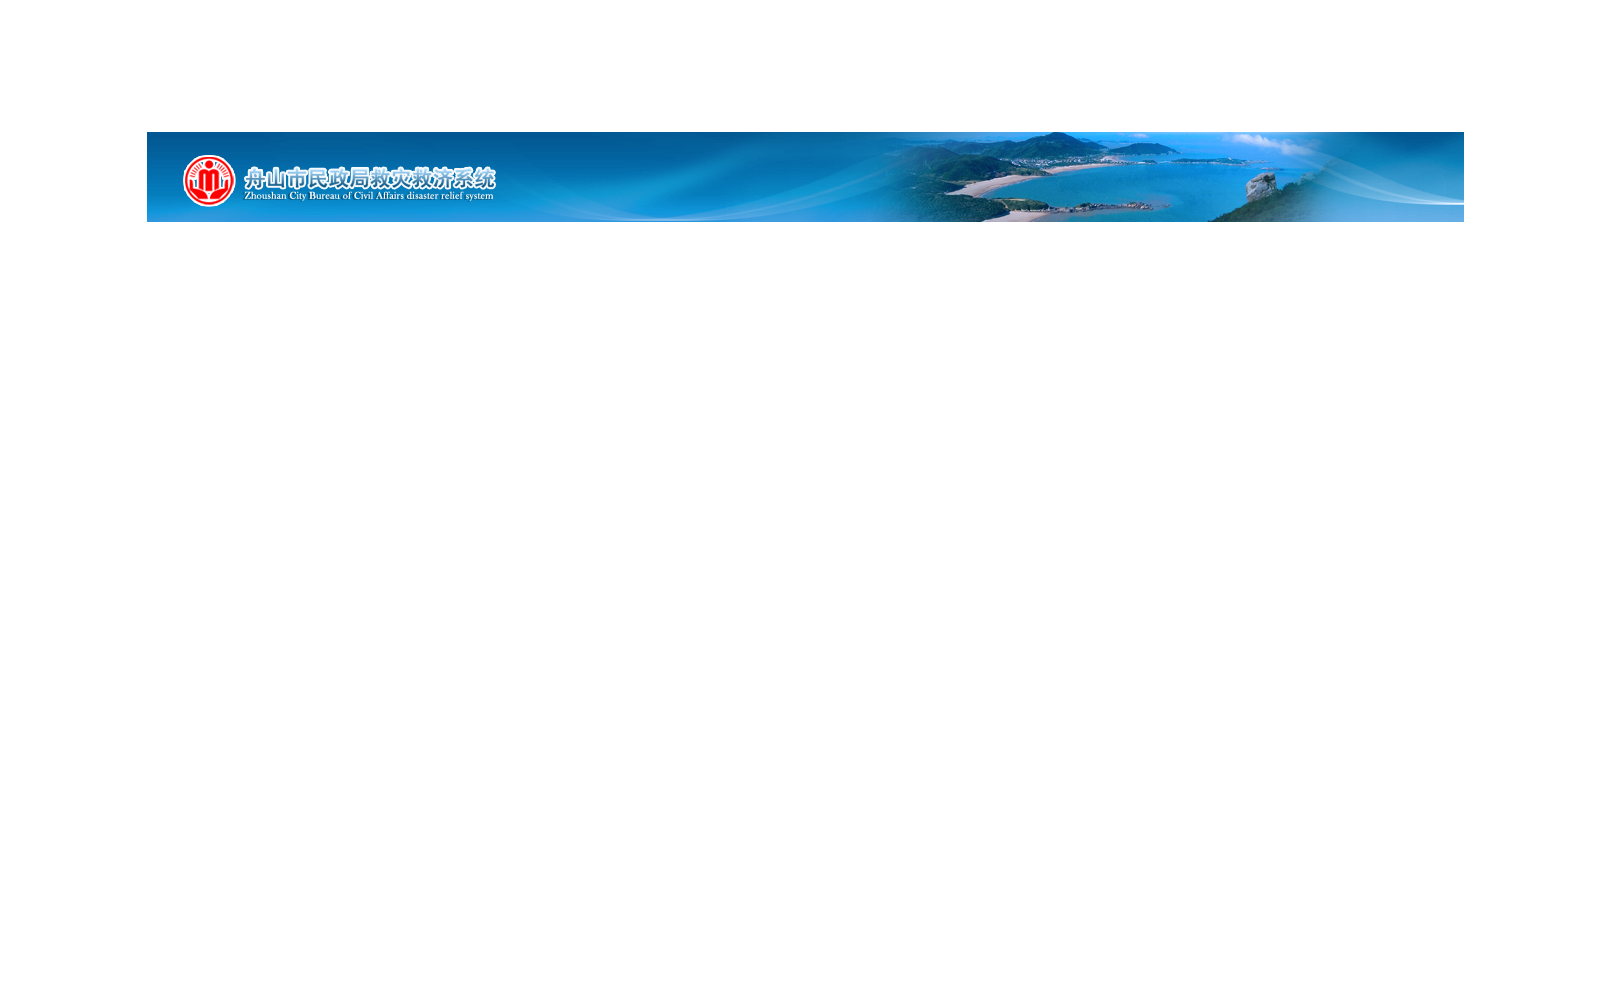 舟山市民政局救灾救济系统
Zhoushan City Bureau of Civil Affairs disaster relief system